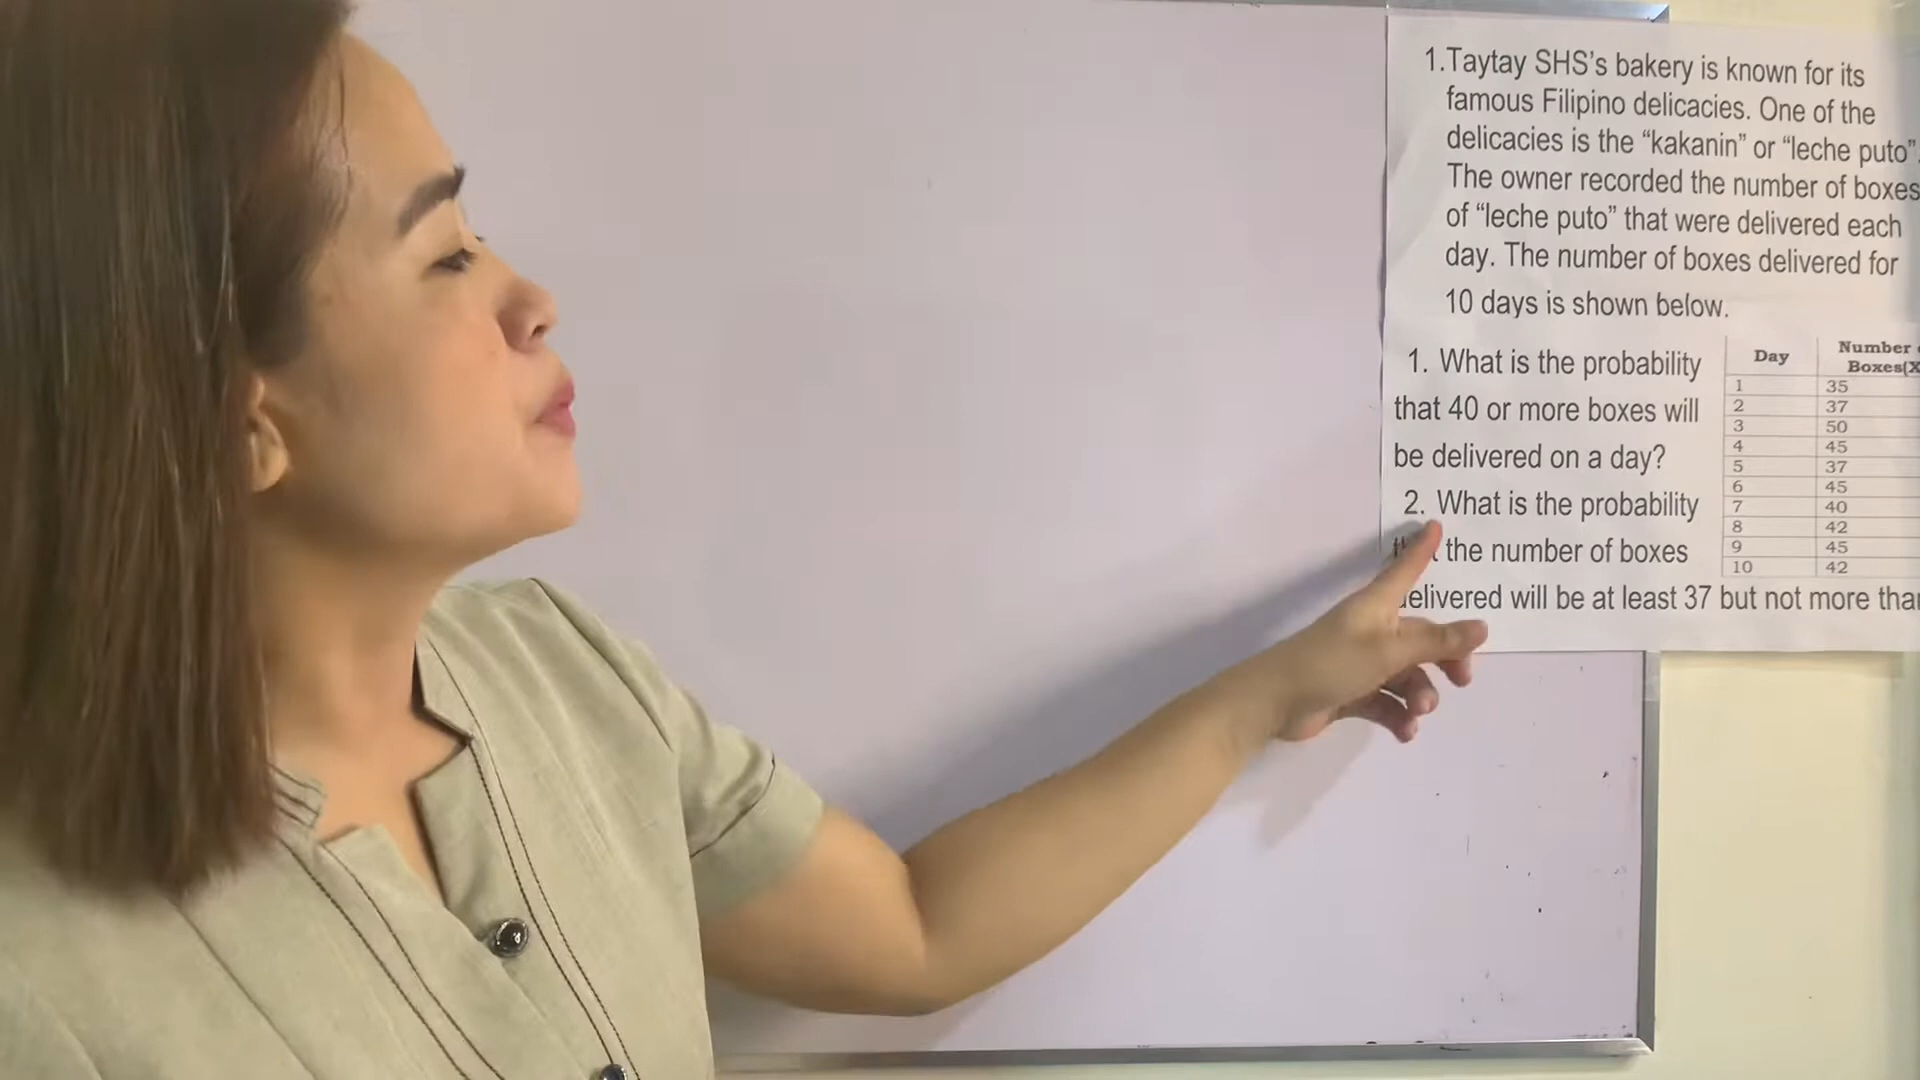 1.Taytay SHS's bakery is known for its
famous Filipino delicacies. One of the
delicacies is the “kakanin” or “leche puto”.
The owner recorded the number of boxes
of “leche puto” that were delivered each
day. The number of boxes delivered for
10 days is shown below.
1. What is the probability
that 40 or more boxes will
be delivered on a day?
2. What is the probability
the number of boxes
delivered will be at least 37 but not more
Day Number
Boxes(X
1 35
2 37
3 50
4 45
5 37
6 45
7 40
8 42
9 45
10 42